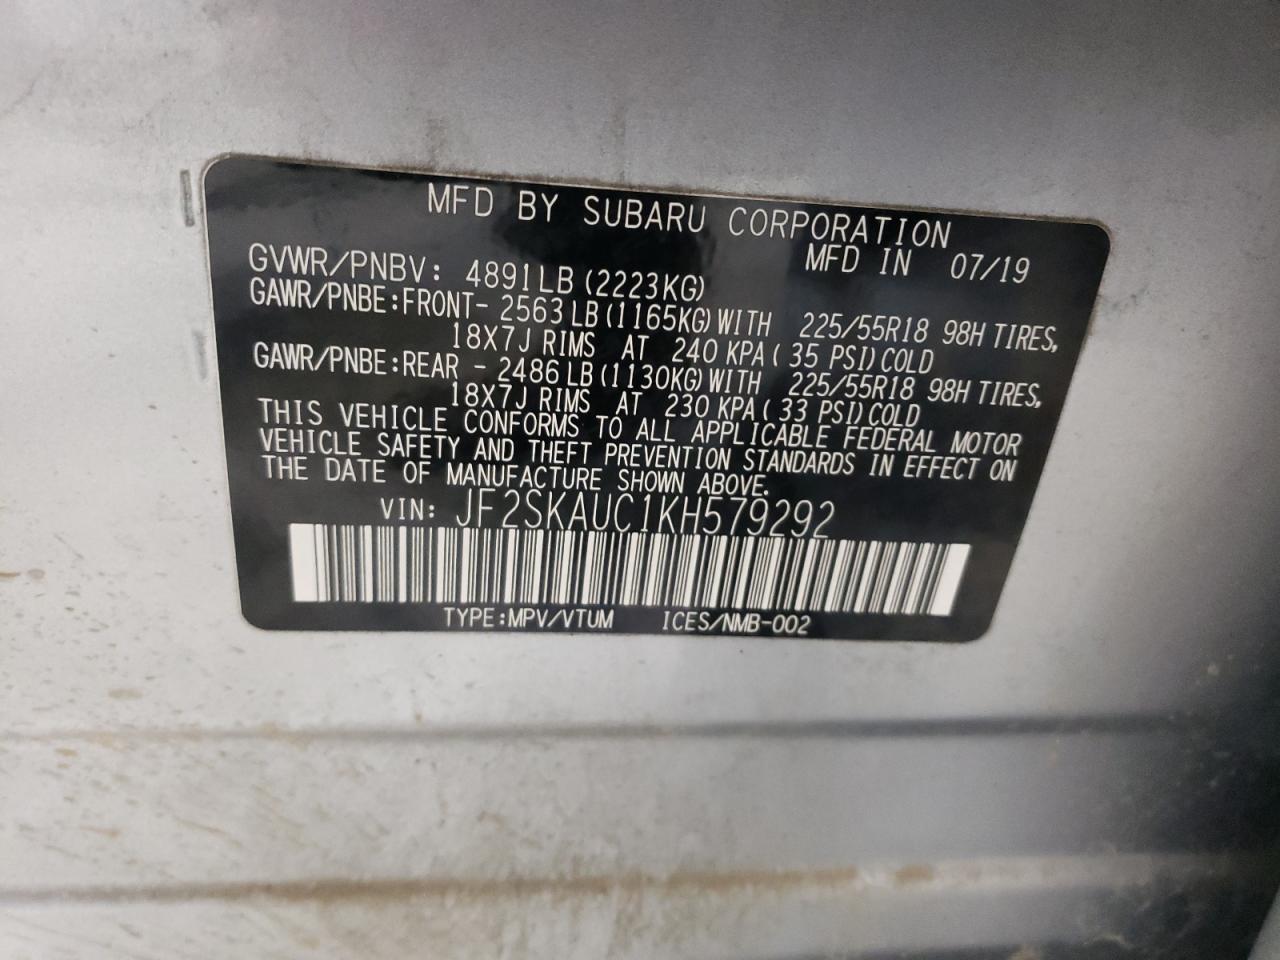 MFD BY SUBARU CORPORATION
MFD IN 07/19
GVWR/PNBV: 4891LB (2223KG)
GAWR/PNBE:FRONT- 2563LB(1165KG)WITH 225/55R18 98H TIRES,
18X7J RIMS AT 240 KPA( 35 PSI)COLD
GAWR/PNBE:REAR - 2486LB(1130KG)WITH 225/55R18 98H TIRES,
18X7J RIMS AT 230 KPA( 33 PSI)COLD
THIS VEHICLE CONFORMS TO ALL APPLICABLE FEDERAL MOTOR
VEHICLE SAFETY AND THEFT PREVENTION STANDARDS IN EFFECT ON
THE DATE OF MANUFACTURE SHOWN ABOVE.
VIN: JF2SKAUC1KH579292
TYPE:MPV/VTUM ICES/NMB-002